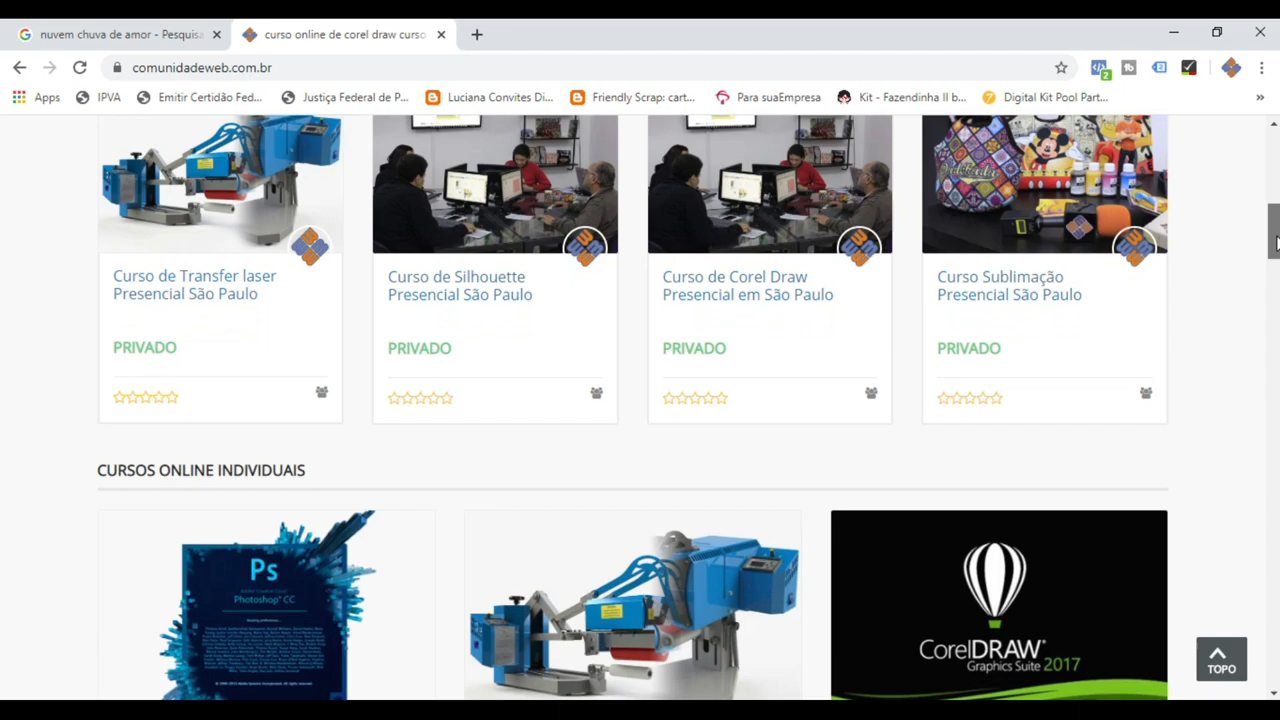 nuvem chuva de amor - Pesquisa
curso online de corel draw curso
comunidadeweb.com.br
2
Apps
IPVA
Emitir Certidão Fed...
Justiça Federal de P...
Luciana Convites Di...
Friendly Scrap: cart...
Para suaEmpresa
Kit - Fazendinha II b...
Digital Kit Pool Part...
»
Curso de Transfer laser
Presencial São Paulo
PRIVADO
Curso de Silhouette
Presencial São Paulo
PRIVADO
Curso de Corel Draw
Presencial em São Paulo
PRIVADO
Curso Sublimação
Presencial São Paulo
PRIVADO
CURSOS ONLINE INDIVIDUAIS
Ps
Adobe Creative Cloud
Photoshop® CC
CorelDRAW®
Graphics Suite 2017
TOPO